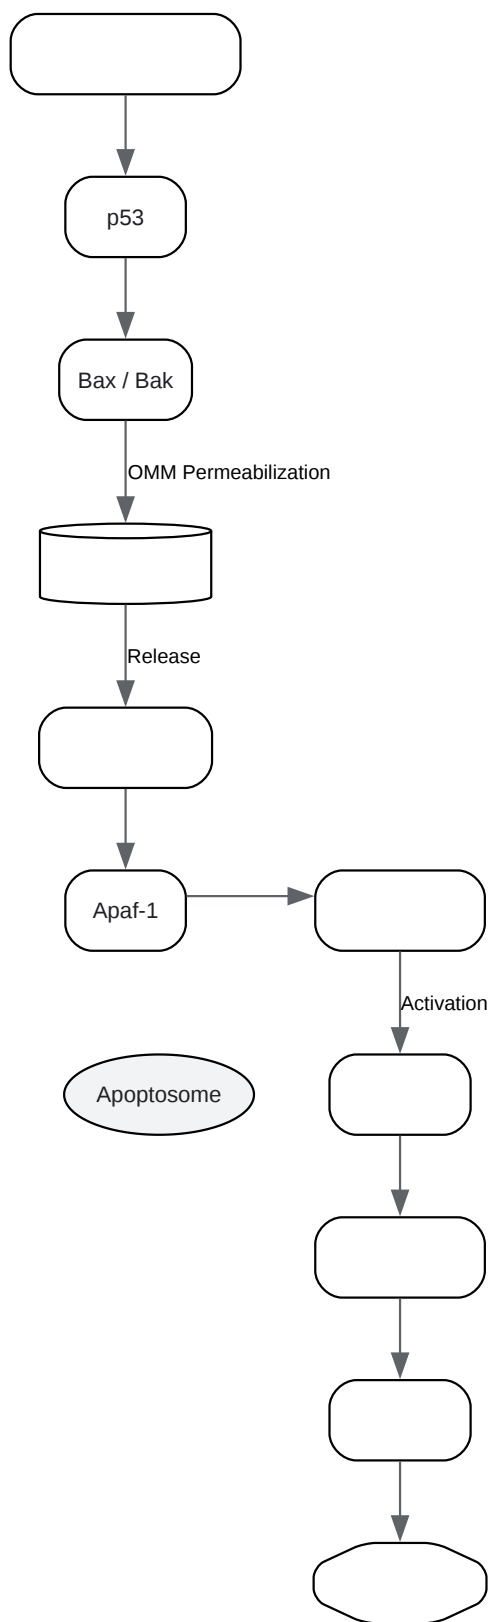 p53
Bax / Bak
OMM Permeabilization
Release
Apaf-1
Activation
Apoptosome